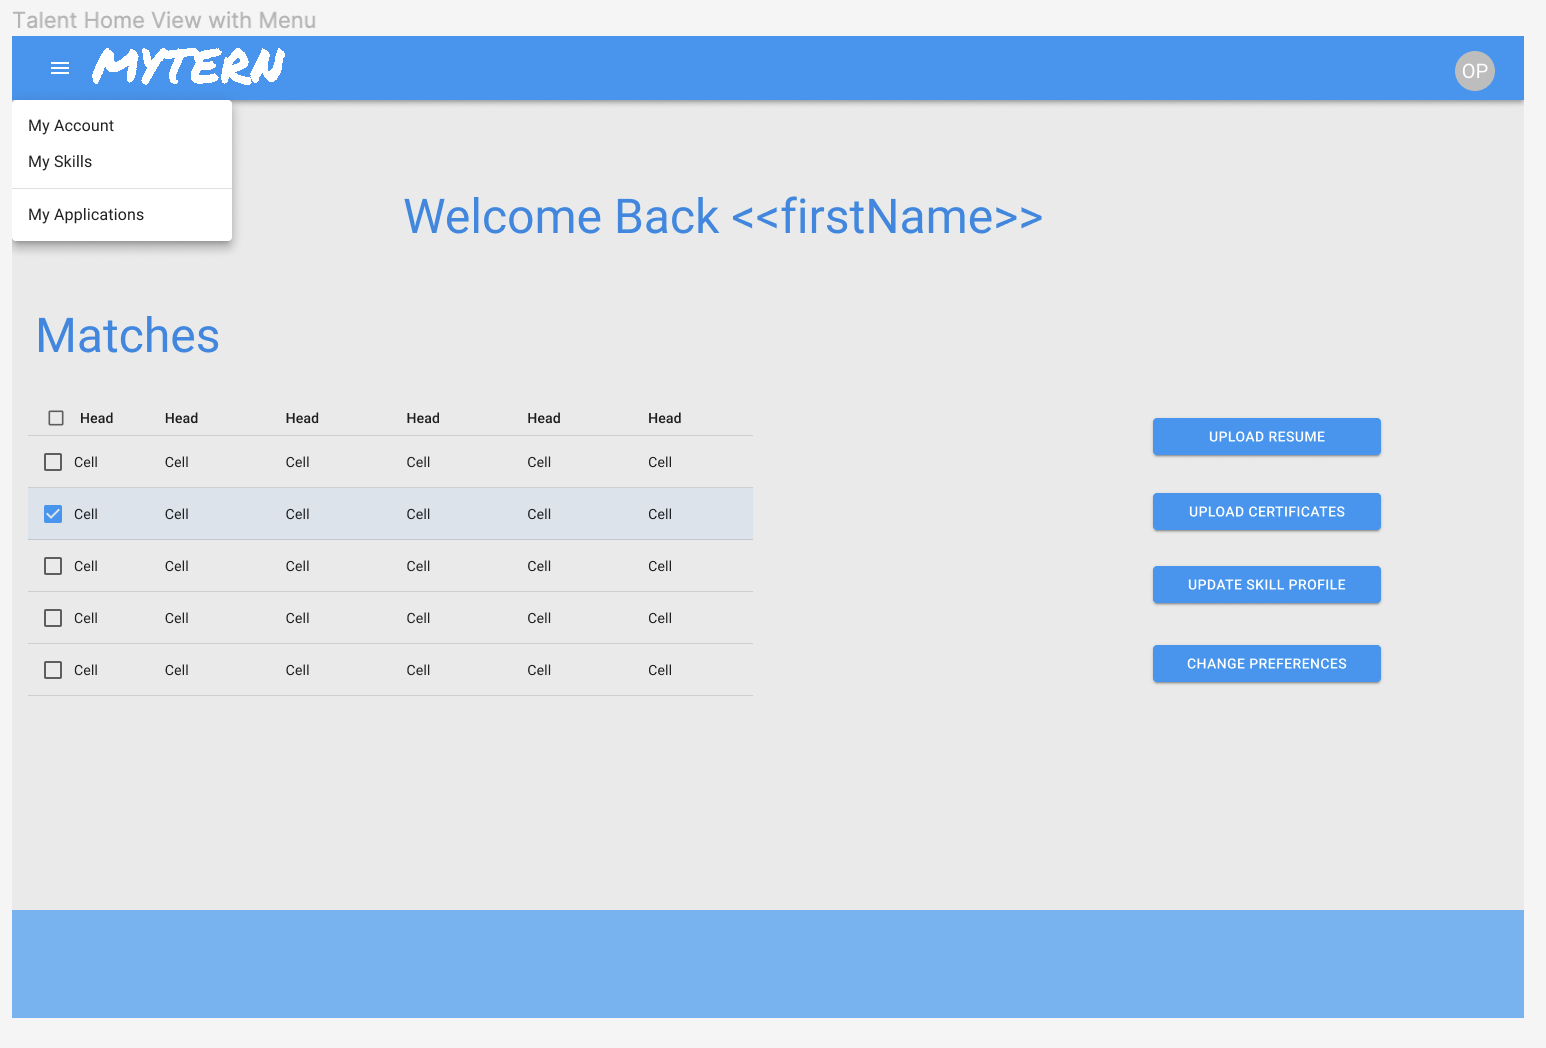 Talent Home View with Menu
MYTERN
OP
My Account
My Skills
My Applications
Welcome Back <<firstName>>
Matches
Head Head Head Head Head Head
Cell Cell Cell Cell Cell Cell
Cell Cell Cell Cell Cell Cell
Cell Cell Cell Cell Cell Cell
Cell Cell Cell Cell Cell Cell
Cell Cell Cell Cell Cell Cell
UPLOAD RESUME
UPLOAD CERTIFICATES
UPDATE SKILL PROFILE
CHANGE PREFERENCES